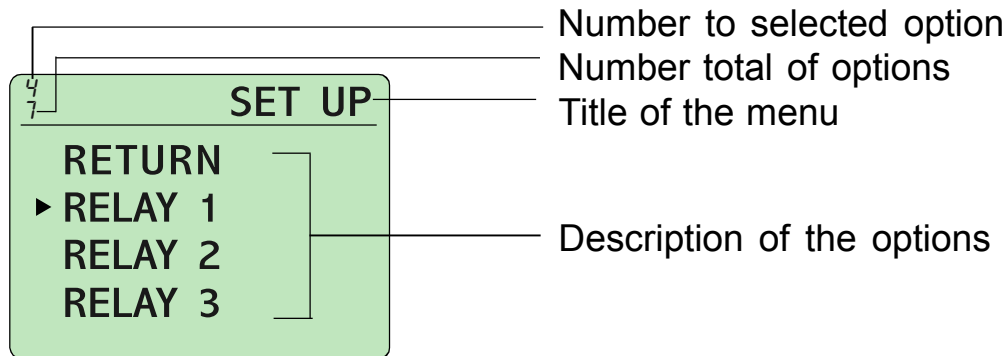 Number to selected option
Number total of options
4
7
SET UP
Title of the menu
RETURN
RELAY 1
RELAY 2
Description of the options
RELAY 3